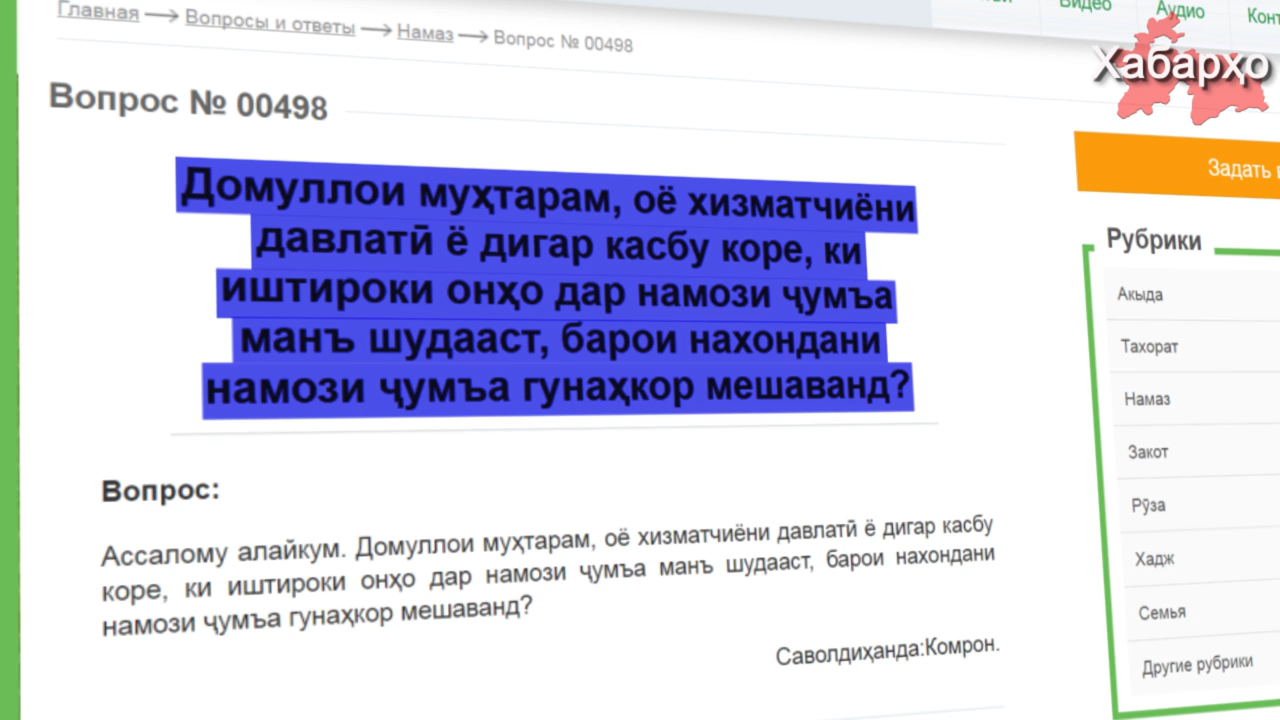 Главная → Вопросы и ответы → Намаз → Вопрос № 00498
Видео
Аудио
Хабарҳо
Вопрос № 00498
Задать
Домуллои муҳтарам, оё хизматчиёни
давлатӣ ё дигар касбу коре, ки
иштироки онҳо дар намози ҷумъа
манъ шудааст, барои нахондани
намози ҷумъа гунаҳкор мешаванд?
Вопрос:
Ассалому алайкум. Домуллои муҳтарам, оё хизматчиёни давлатӣ ё дигар касбу
коре, ки иштироки онҳо дар намози ҷумъа манъ шудааст, барои нахондани
намози ҷумъа гунаҳкор мешаванд?
Саволдиҳанда:Комрон.
Рубрики
Акыда
Тахорат
Намаз
Закот
Рӯза
Хадж
Семья
Другие рубрики